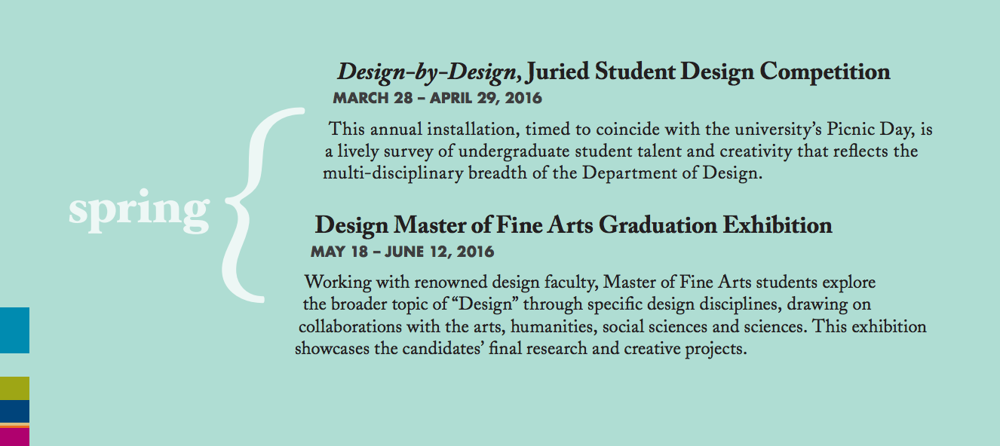 spring
Design-by-Design, Juried Student Design Competition
MARCH 28 – APRIL 29, 2016
This annual installation, timed to coincide with the university’s Picnic Day, is
a lively survey of undergraduate student talent and creativity that reflects the
multi-disciplinary breadth of the Department of Design.
Design Master of Fine Arts Graduation Exhibition
MAY 18 – JUNE 12, 2016
Working with renowned design faculty, Master of Fine Arts students explore
the broader topic of “Design” through specific design disciplines, drawing on
collaborations with the arts, humanities, social sciences and sciences. This exhibition
showcases the candidates’ final research and creative projects.